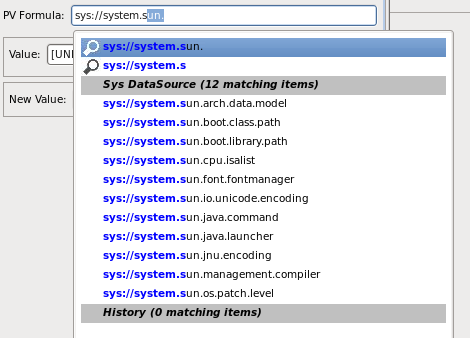 PV Formula: sys://system.sun.
sys://system.sun.
Value: [UN
sys://system.s
Sys DataSource (12 matching items)
New Value: sys://system.sun.arch.data.model
sys://system.sun.boot.class.path
sys://system.sun.boot.library.path
sys://system.sun.cpu.isalist
sys://system.sun.font.fontmanager
sys://system.sun.io.unicode.encoding
sys://system.sun.java.command
sys://system.sun.java.launcher
sys://system.sun.jnu.encoding
sys://system.sun.management.compiler
sys://system.sun.os.patch.level
History (0 matching items)